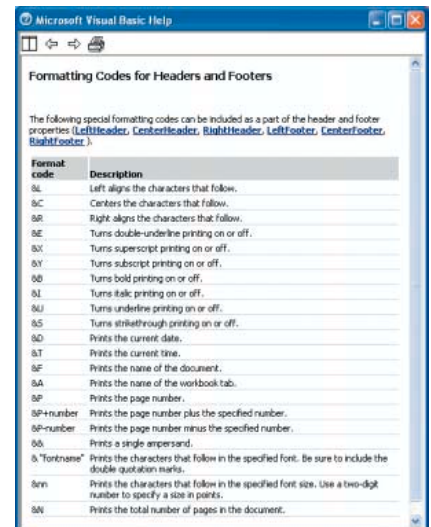 Microsoft Visual Basic Help
Formatting Codes for Headers and Footers
The following special formatting codes can be included as a part of the header and footer
properties (LeftHeader, CenterHeader, RightHeader, LeftFooter, CenterFooter,
RightFooter ).
Format
code Description
&L Left aligns the characters that follow.
&C Centers the characters that follow.
&R Right aligns the characters that follow.
&E Turns double-underline printing on or off.
&X Turns superscript printing on or off.
&Y Turns subscript printing on or off.
&B Turns bold printing on or off.
&I Turns italic printing on or off.
&U Turns underline printing on or off.
&S Turns strikethrough printing on or off.
&D Prints the current date.
&T Prints the current time.
&F Prints the name of the document.
&A Prints the name of the workbook tab.
&P Prints the page number.
&P+number Prints the page number plus the specified number.
&P-number Prints the page number minus the specified number.
&& Prints a single ampersand.
& "fontname" Prints the characters that follow in the specified font. Be sure to include the
double quotation marks.
&nn Prints the characters that follow in the specified font size. Use a two-digit
number to specify a size in points.
&N Prints the total number of pages in the document.